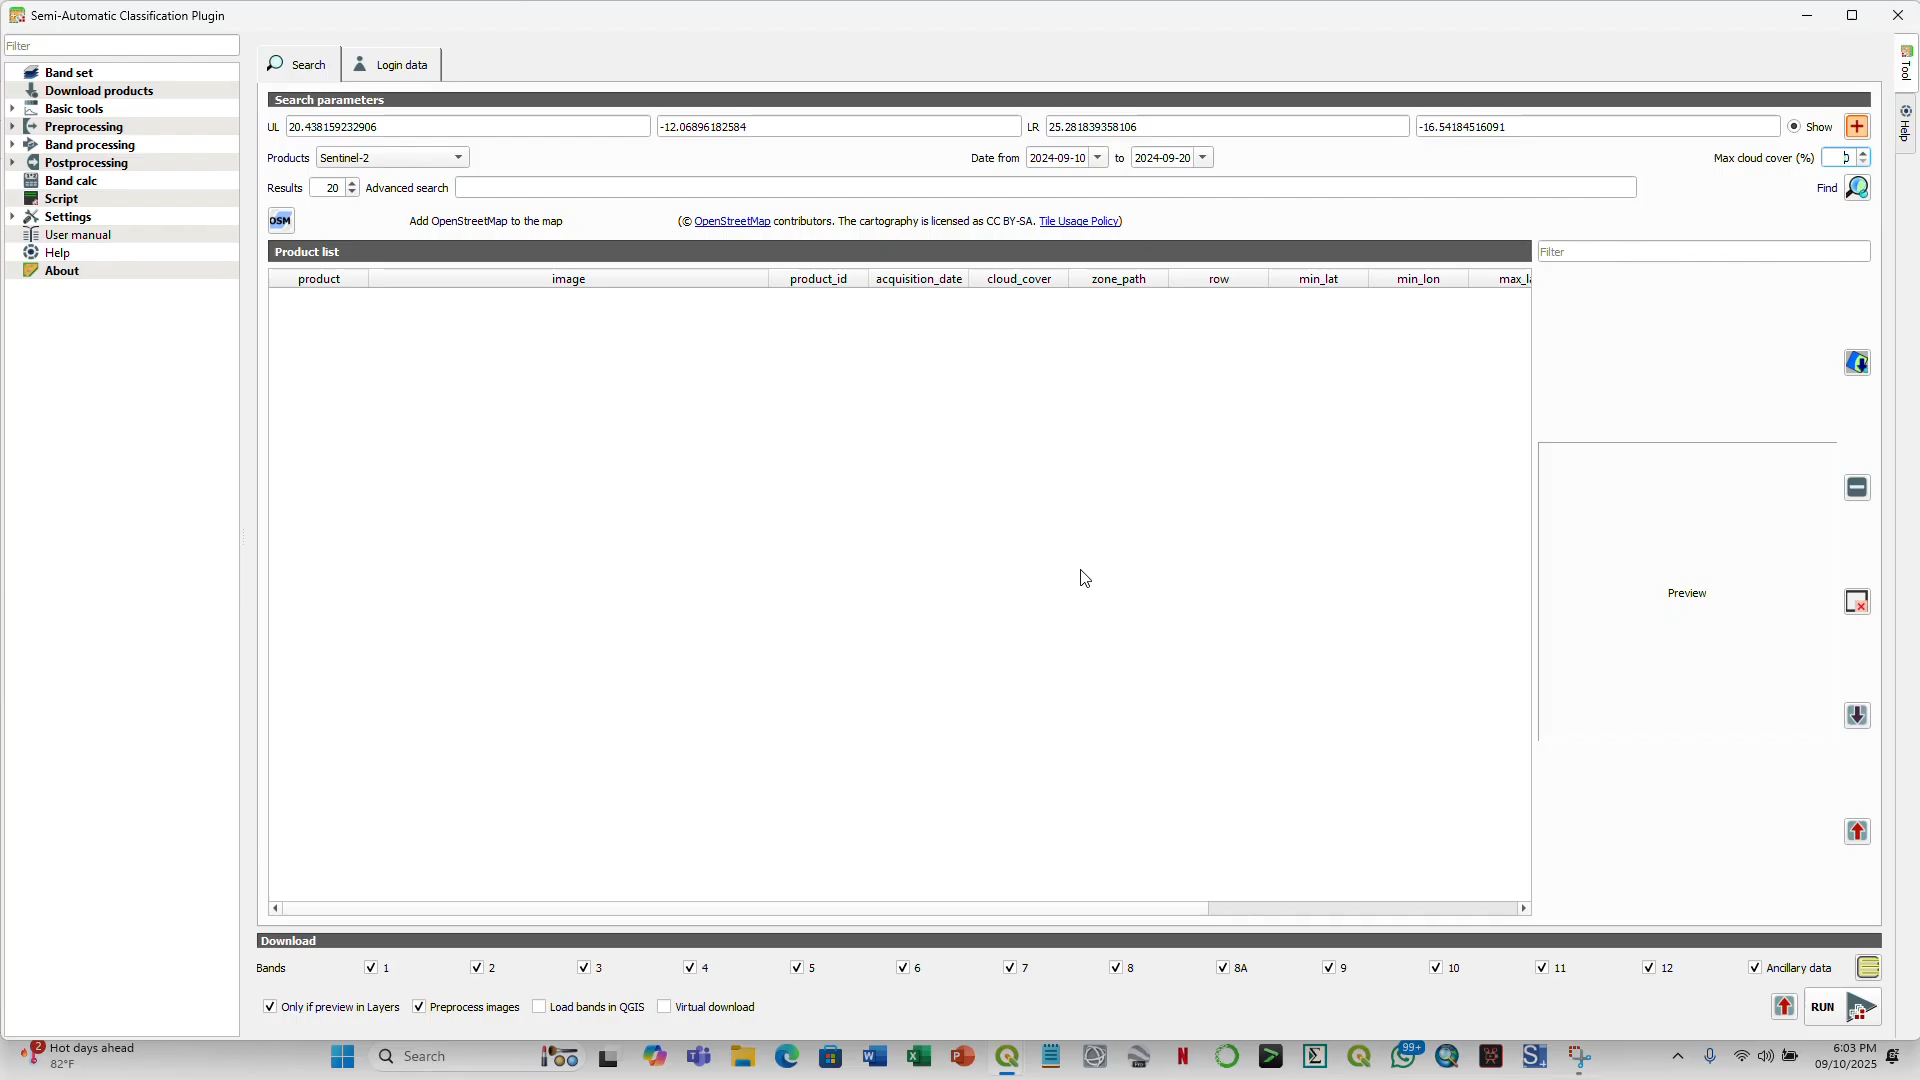 Semi-Automatic Classification Plugin
Filter
Band set
Download products
Basic tools
Preprocessing
Band processing
Postprocessing
Band calc
Script
Settings
User manual
Help
About
Search
Login data
Search parameters
UL 20.438159232906 -12.06896182584 LR 25.281839358106 -16.54184516091 Show
Products Sentinel-2 Date from 2024-09-10 to 2024-09-20 Max cloud cover (%)
Results 20 Advanced search Find
OSM Add OpenStreetMap to the map (© OpenStreetMap contributors. The cartography is licensed as CC BY-SA. Tile Usage Policy)
Product list Filter
product image product_id acquisition_date cloud_cover zone_path row min_lat min_lon max_la
Preview
Download
Bands 1 2 3 4 5 6 7 8 8A 9 10 11 12 Ancillary data
Only if preview in Layers Preprocess images Load bands in QGIS Virtual download RUN
Tool
Help
2 Hot days ahead
82°F
Search
99+
6:03 PM
09/10/2025